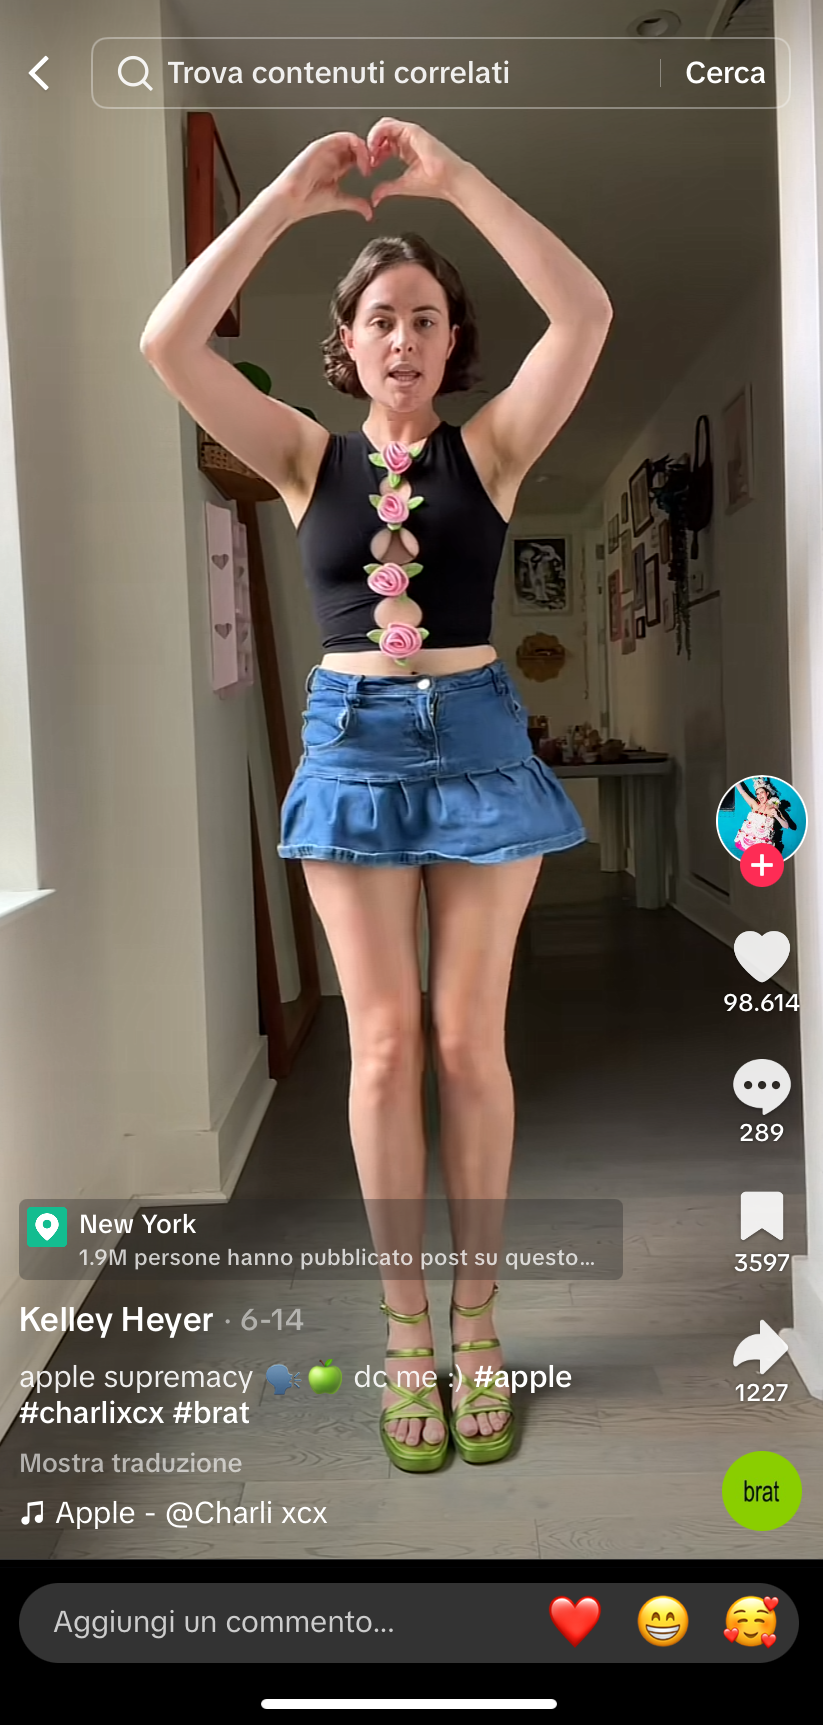 Trova contenuti correlati
Cerca
98.614
289
3597
1227
New York
1.9M persone hanno pubblicato post su questo...
Kelley Heyer · 6-14
apple supremacy 🗣️🍏 dc me :) #apple
#charlixcx #brat
Mostra traduzione
Apple - @Charli xcx
brat
Aggiungi un commento...